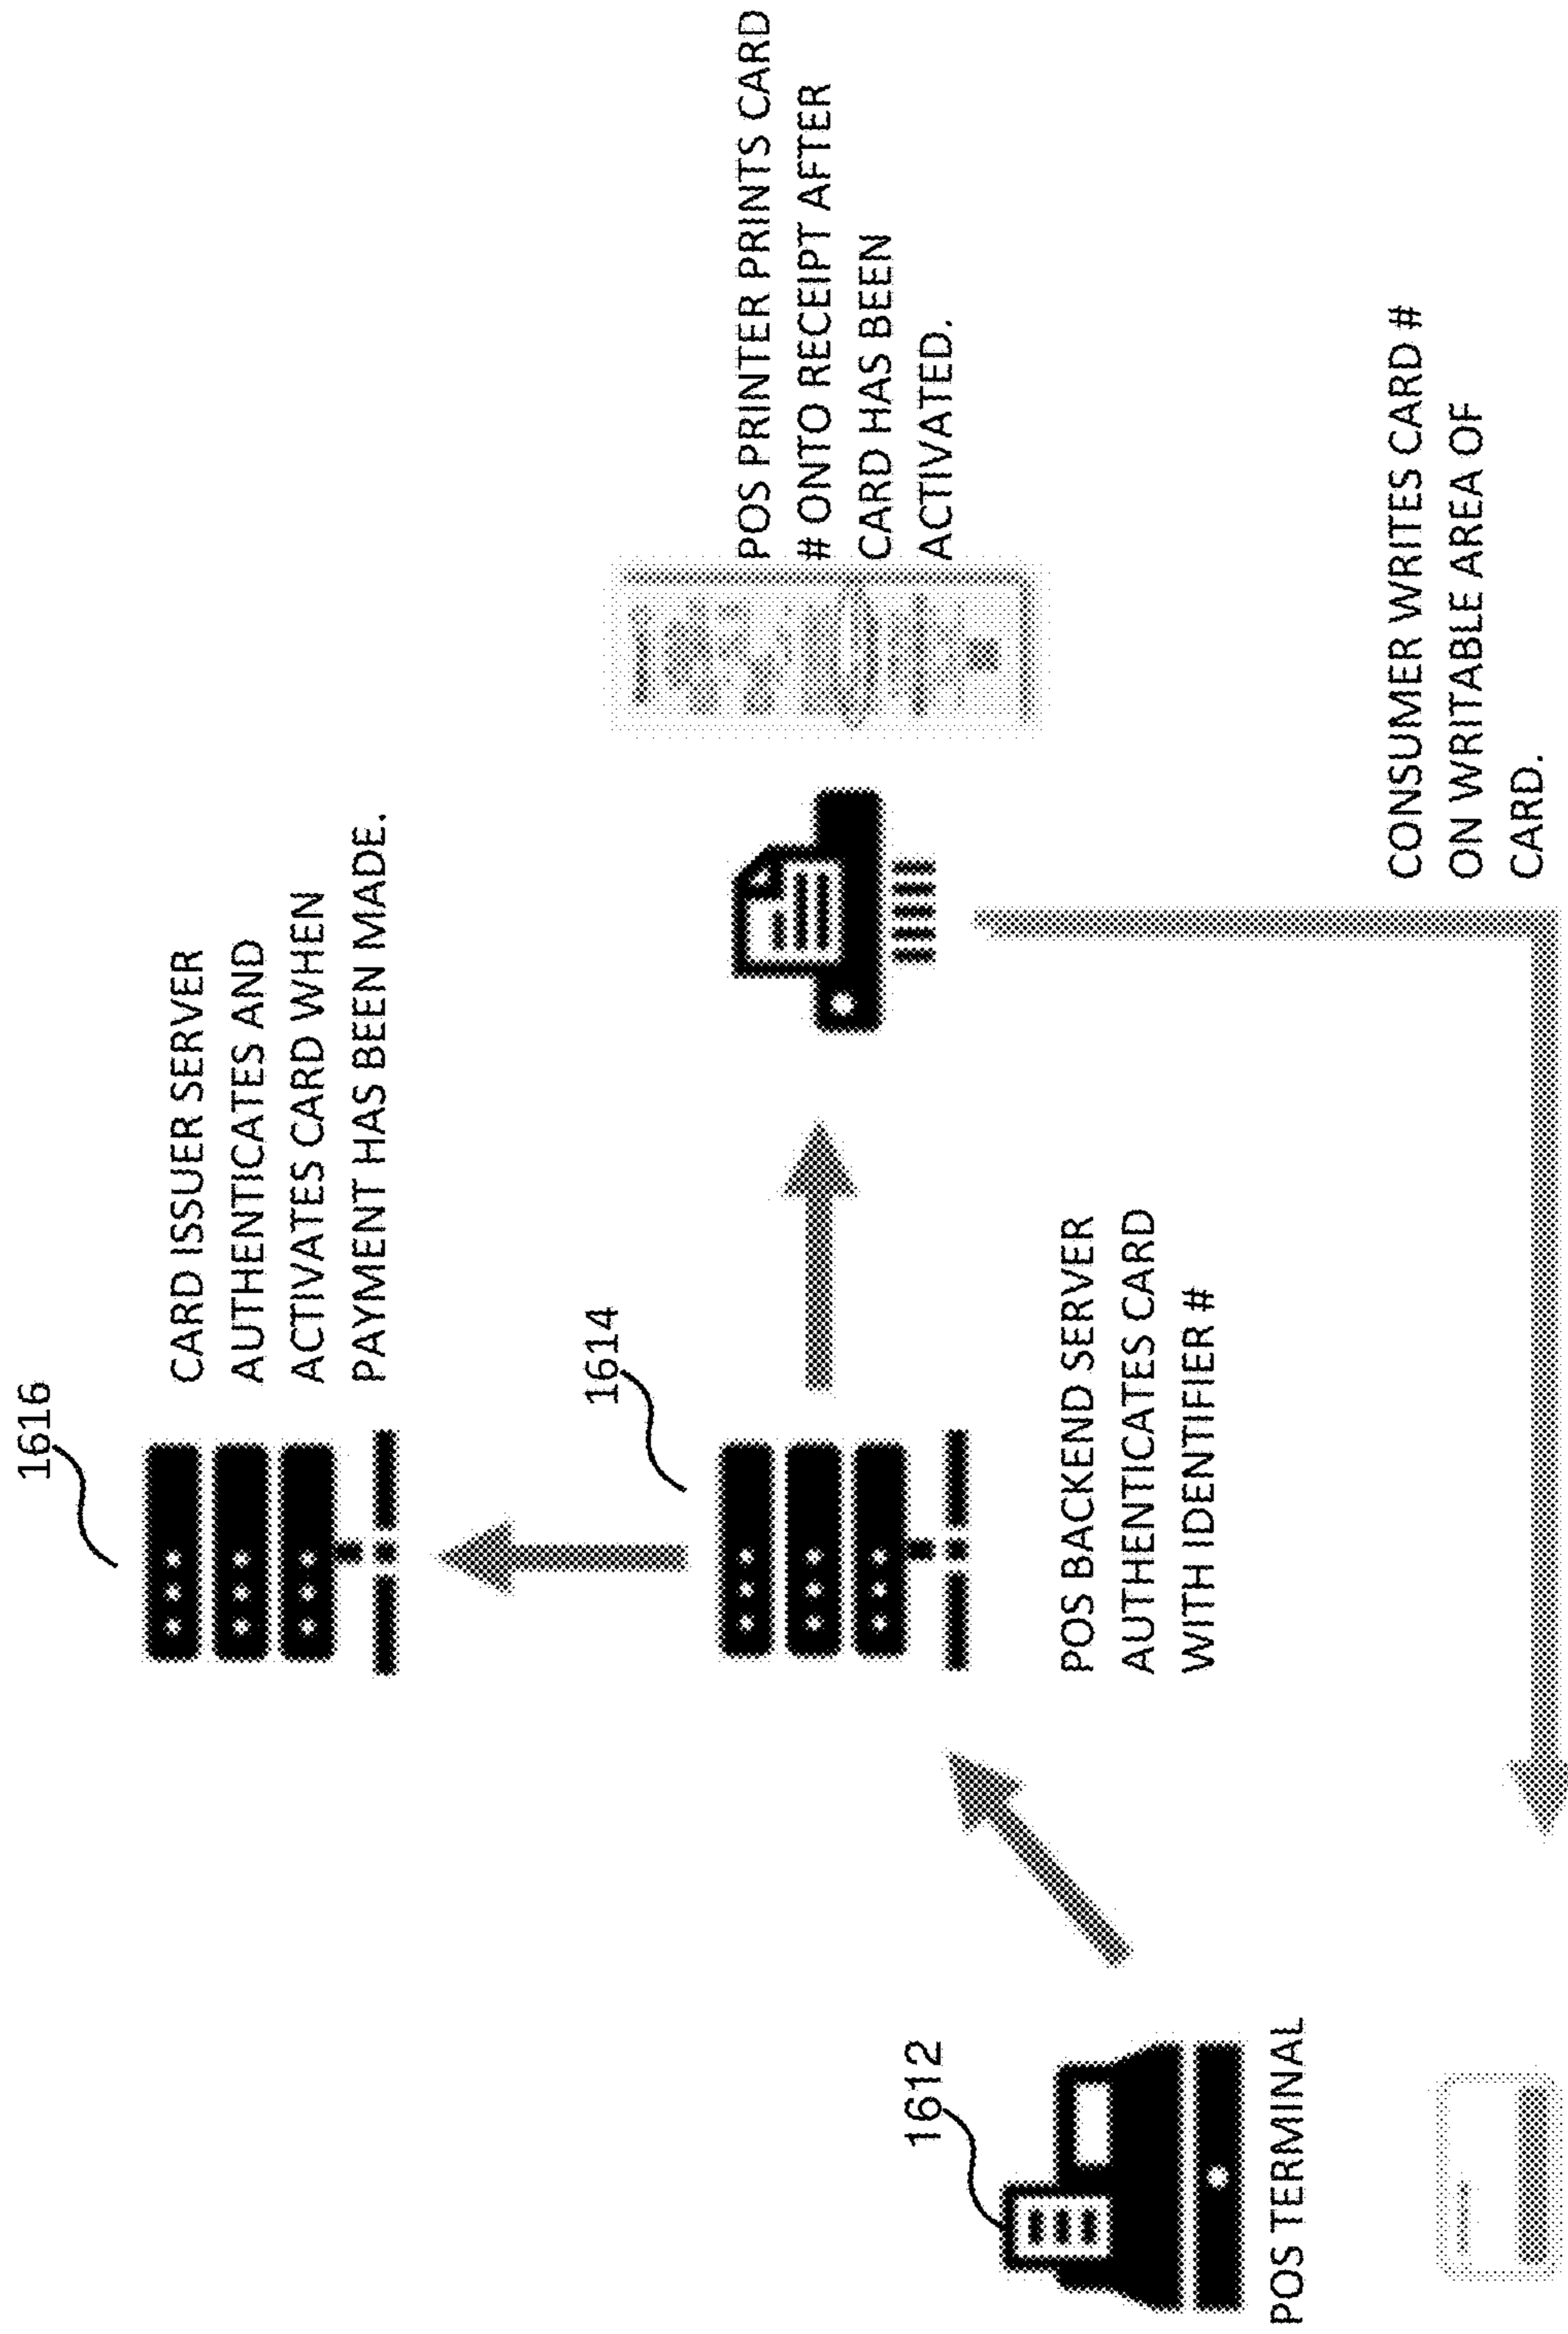 1616
CARD ISSUER SERVER
AUTHENTICATES AND
ACTIVATES CARD WHEN
PAYMENT HAS BEEN MADE.
1614
POS BACKEND SERVER
AUTHENTICATES CARD
WITH IDENTIFIER #
POS PRINTER PRINTS CARD
# ONTO RECEIPT AFTER
CARD HAS BEEN
ACTIVATED.
1612
POS TERMINAL
CONSUMER WRITES CARD #
ON WRITABLE AREA OF
CARD.